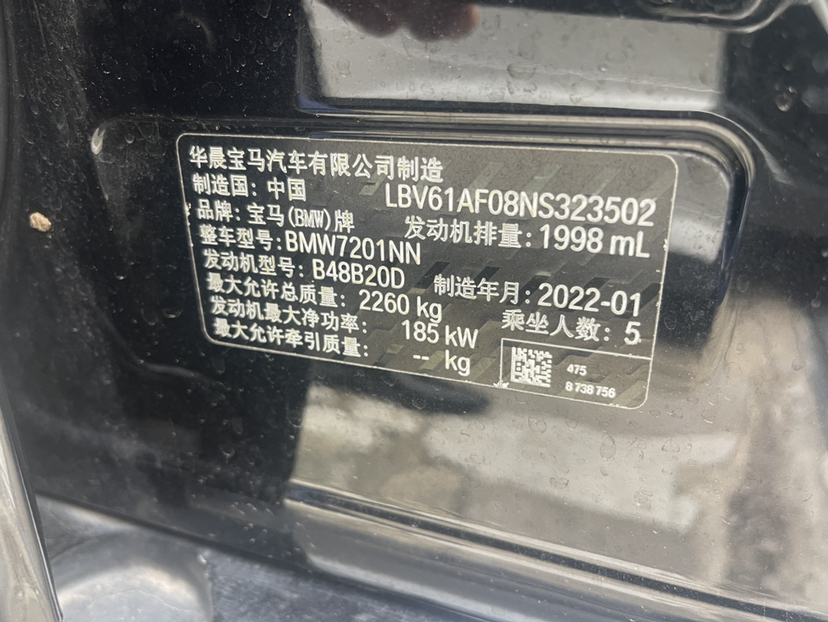 华晨宝马汽车有限公司制造
制造国: 中国 LBV61AF08NS323502
品牌: 宝马(BMW)牌 发动机排量: 1998 mL
整车型号: BMW7201NN
发动机型号: B48B20D 制造年月: 2022-01
最大允许总质量: 2260 kg 乘坐人数: 5
发动机最大净功率: 185 kW
最大允许牵引质量: -- kg
475
8 738 756